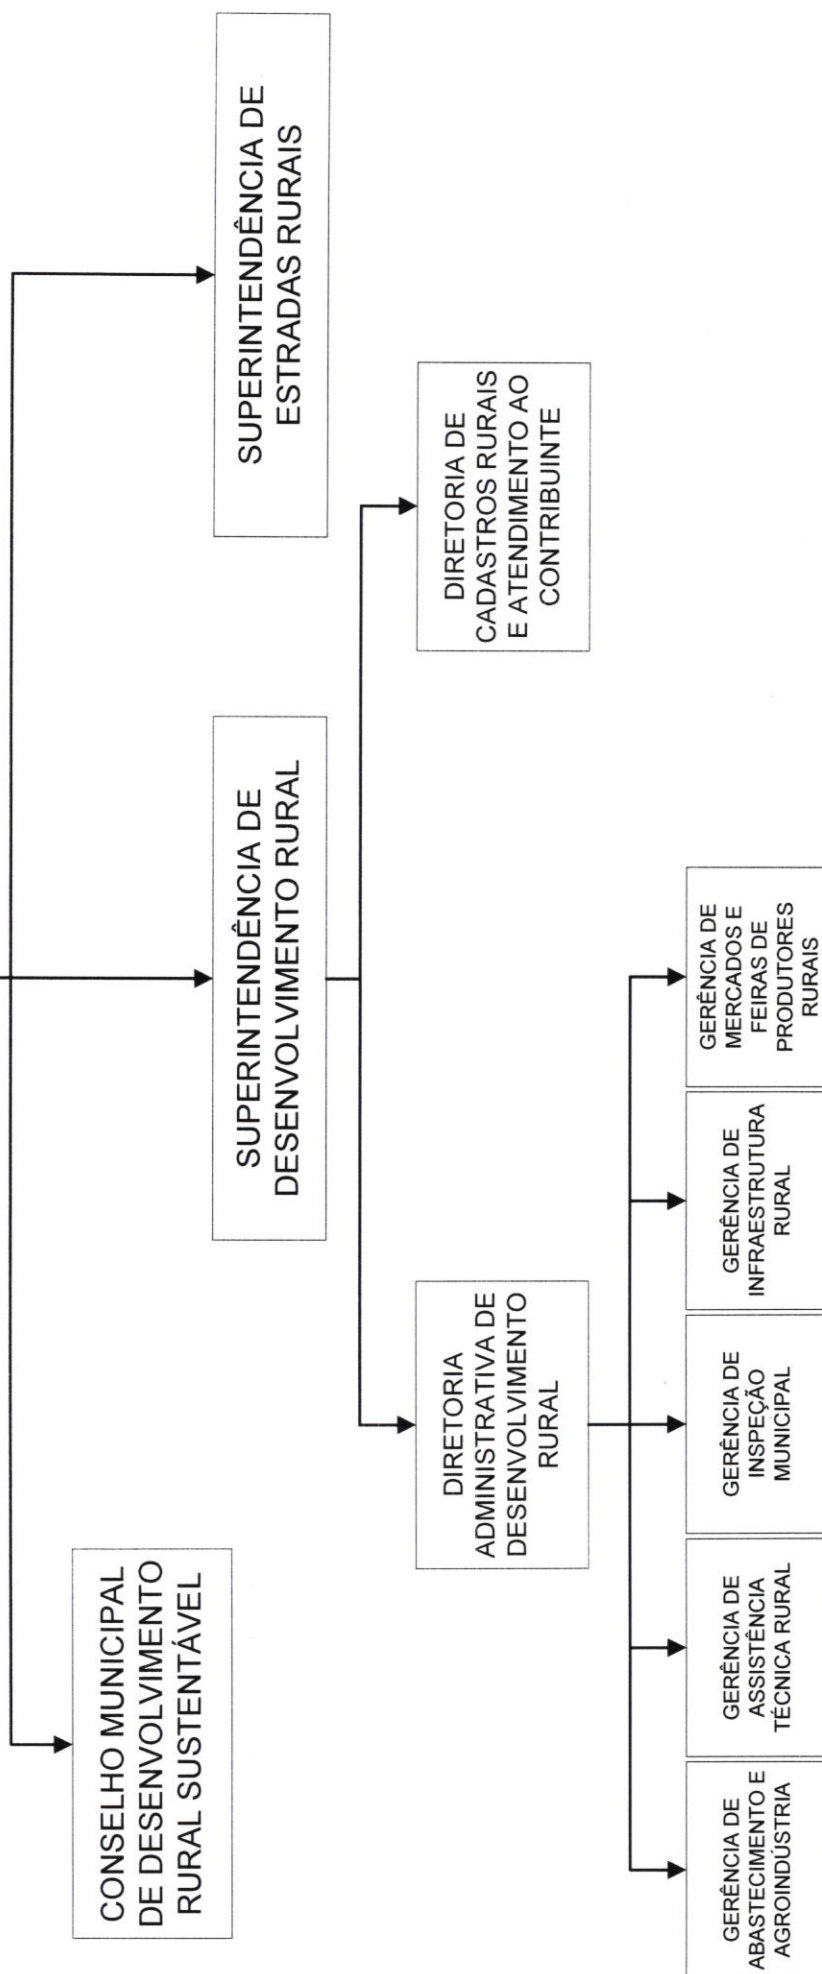 CONSELHO MUNICIPAL
DE DESENVOLVIMENTO
RURAL SUSTENTÁVEL
SUPERINTENDÊNCIA DE
DESENVOLVIMENTO RURAL
SUPERINTENDÊNCIA DE
ESTRADAS RURAIS
DIRETORIA
ADMINISTRATIVA DE
DESENVOLVIMENTO
RURAL
DIRETORIA DE
CADASTROS RURAIS
E ATENDIMENTO AO
CONTRIBUINTE
GERÊNCIA DE
ABASTECIMENTO E
AGROINDÚSTRIA
GERÊNCIA DE
ASSISTÊNCIA
TÉCNICA RURAL
GERÊNCIA DE
INSPEÇÃO
MUNICIPAL
GERÊNCIA DE
INFRAESTRUTURA
RURAL
GERÊNCIA DE
MERCADOS E
FEIRAS DE
PRODUTORES
RURAIS